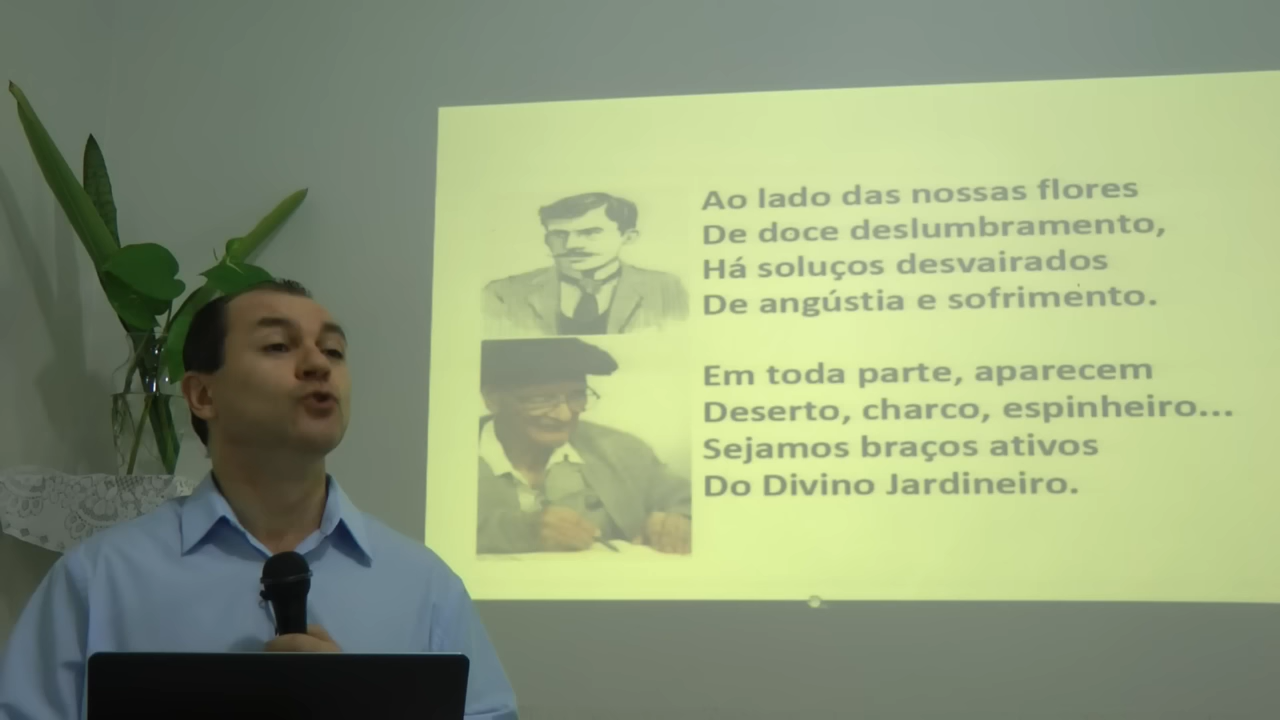 Ao lado das nossas flores
De doce deslumbramento,
Há soluços desvairados
De angústia e sofrimento.
Em toda parte, aparecem
Deserto, charco, espinheiro...
Sejamos braços ativos
Do Divino Jardineiro.